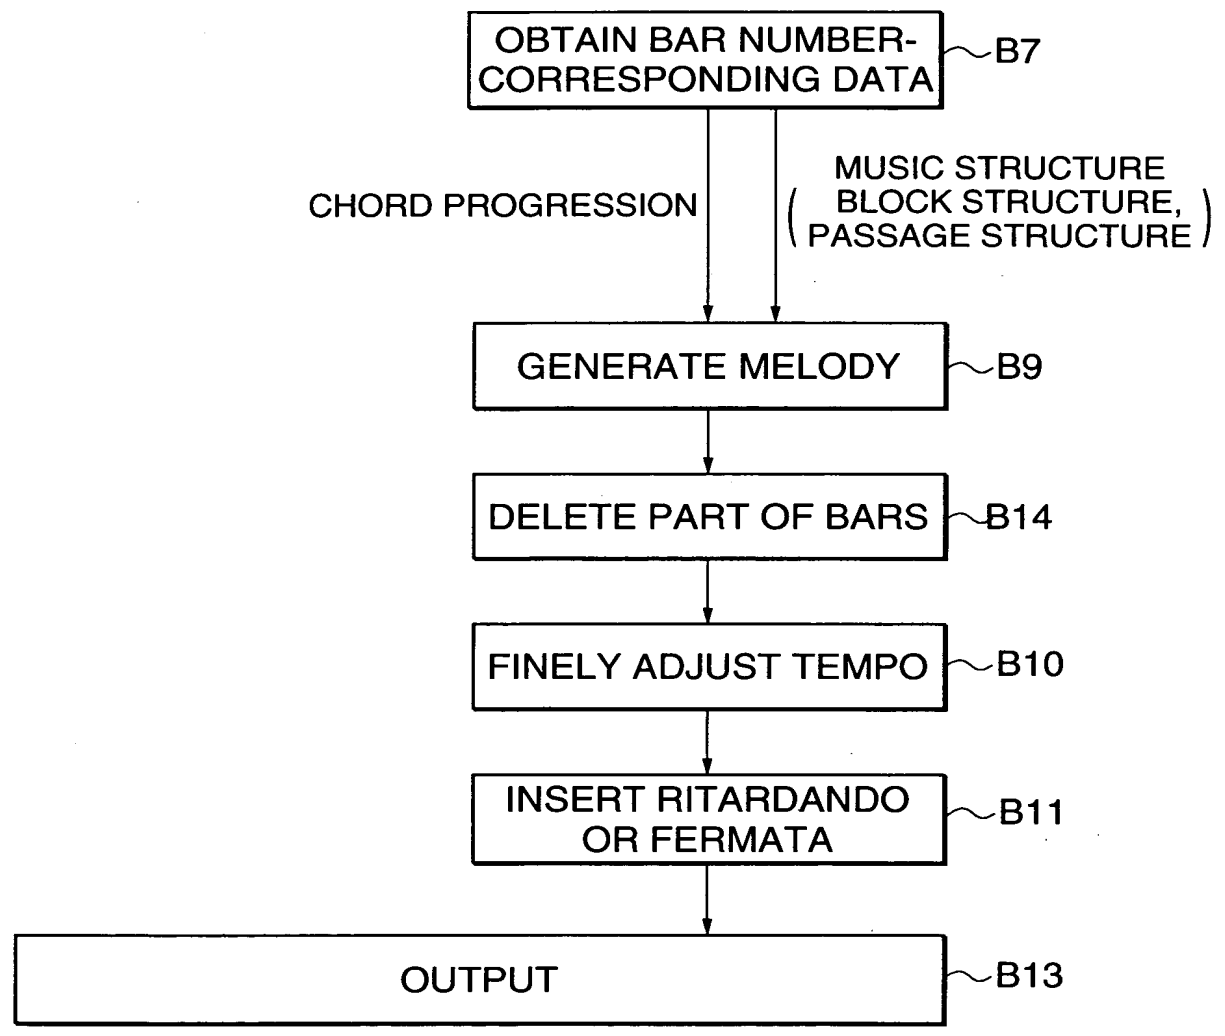 OBTAIN BAR NUMBER-
CORRESPONDING DATA
B7
CHORD PROGRESSION
MUSIC STRUCTURE
(BLOCK STRUCTURE,
PASSAGE STRUCTURE)
GENERATE MELODY
B9
DELETE PART OF BARS
B14
FINELY ADJUST TEMPO
B10
INSERT RITARDANDO
OR FERMATA
B11
OUTPUT
B13